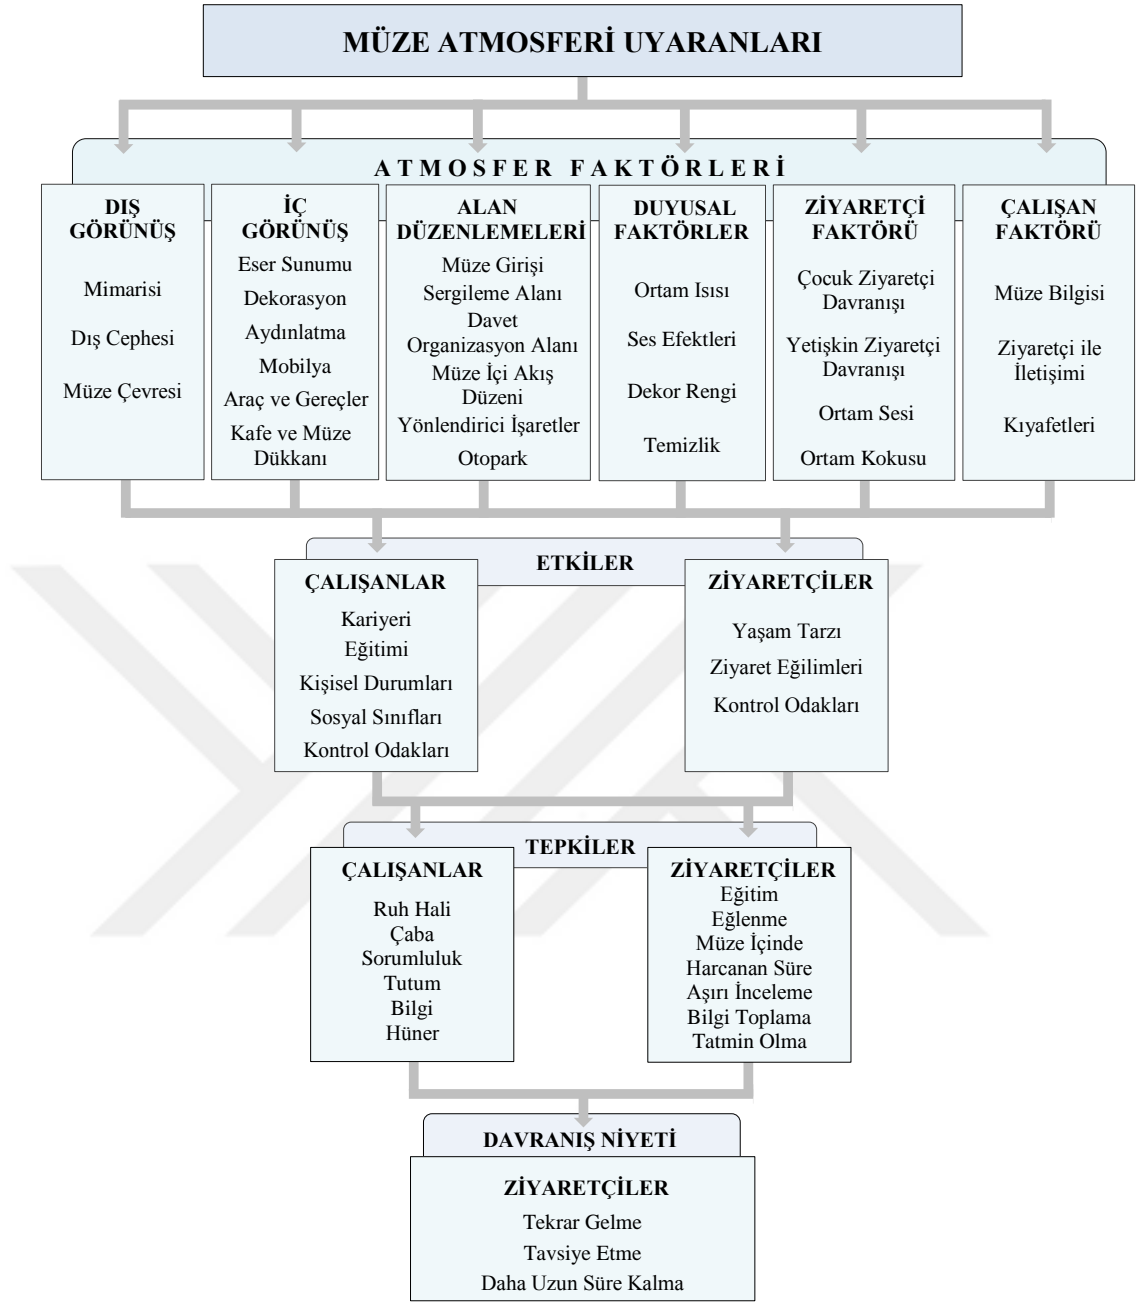 MÜZE ATMOSFERİ UYARANLARI
ATMOSFER FAKTÖRLERİ
DIŞ
GÖRÜNÜŞ
Mimarisi
Dış Cephesi
Müze Çevresi
İÇ
GÖRÜNÜŞ
Eser Sunumu
Dekorasyon
Aydınlatma
Mobilya
Araç ve Gereçler
Kafe ve Müze
Dükkanı
ALAN
DÜZENLEMELERİ
Müze Girişi
Sergileme Alanı
Davet
Organizasyon Alanı
Müze İçi Akış
Düzeni
Yönlendirici İşaretler
Otopark
DUYUSAL
FAKTÖRLER
Ortam Isısı
Ses Efektleri
Dekor Rengi
Temizlik
ZİYARETÇİ
FAKTÖRÜ
Çocuk Ziyaretçi
Davranışı
Yetişkin Ziyaretçi
Davranışı
Ortam Sesi
Ortam Kokusu
ÇALIŞAN
FAKTÖRÜ
Müze Bilgisi
Ziyaretçi ile
İletişimi
Kıyafetleri
ETKİLER
ÇALIŞANLAR
Kariyeri
Eğitimi
Kişisel Durumları
Sosyal Sınıfları
Kontrol Odakları
ZİYARETÇİLER
Yaşam Tarzı
Ziyaret Eğilimleri
Kontrol Odakları
TEPKİLER
ÇALIŞANLAR
Ruh Hali
Çaba
Sorumluluk
Tutum
Bilgi
Hüner
ZİYARETÇİLER
Eğitim
Eğlenme
Müze İçinde
Harcanan Süre
Aşırı İnceleme
Bilgi Toplama
Tatmin Olma
DAVRANIŞ NİYETİ
ZİYARETÇİLER
Tekrar Gelme
Tavsiye Etme
Daha Uzun Süre Kalma